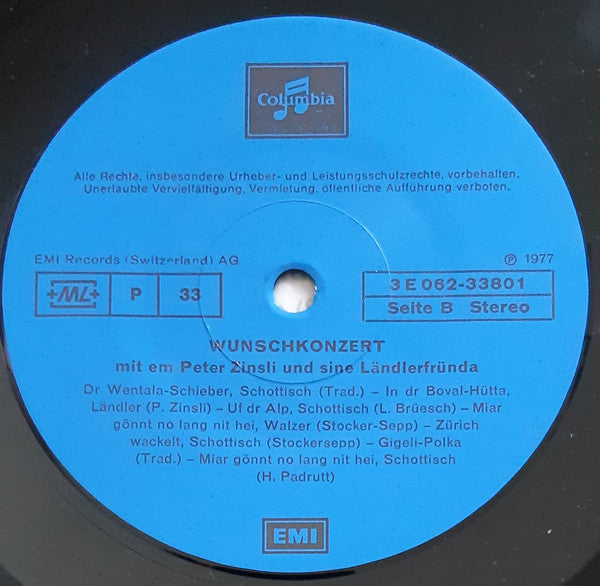 Columbia
Alle Rechte, insbesondere Urheber- und Leistungsschutzrechte, vorbehalten.
Unerlaubte Vervielfältigung, Vermietung, öffentliche Aufführung verboten.
EMI Records (Switzerland) AG
℗ 1977
+ML+ P 33
3 E 062-33801
Seite B Stereo
WUNSCHKONZERT
mit em Peter Zinsli und sine Ländlerfründa
Dr Wentala-Schieber, Schottisch (Trad.) – In dr Boval-Hütta,
Ländler (P. Zinsli) – Uf dr Alp, Schottisch (L. Brüesch) – Miar
gönnt no lang nit hei, Walzer (Stocker-Sepp) – Zürich
wackelt, Schottisch (Stockersepp) – Gigeli-Polka
(Trad.) – Miar gönnt no lang nit hei, Schottisch
(H. Padrutt)
EMI